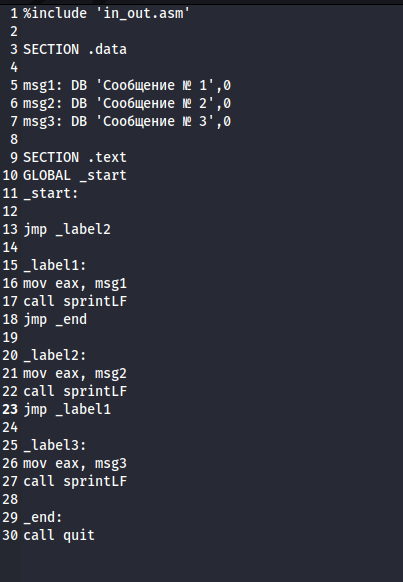 1 %include 'in_out.asm'
2
3 SECTION .data
4
5 msg1: DB 'Сообщение № 1',0
6 msg2: DB 'Сообщение № 2',0
7 msg3: DB 'Сообщение № 3',0
8
9 SECTION .text
10 GLOBAL _start
11 _start:
12
13 jmp _label2
14
15 _label1:
16 mov eax, msg1
17 call sprintLF
18 jmp _end
19
20 _label2:
21 mov eax, msg2
22 call sprintLF
23 jmp _label1
24
25 _label3:
26 mov eax, msg3
27 call sprintLF
28
29 _end:
30 call quit